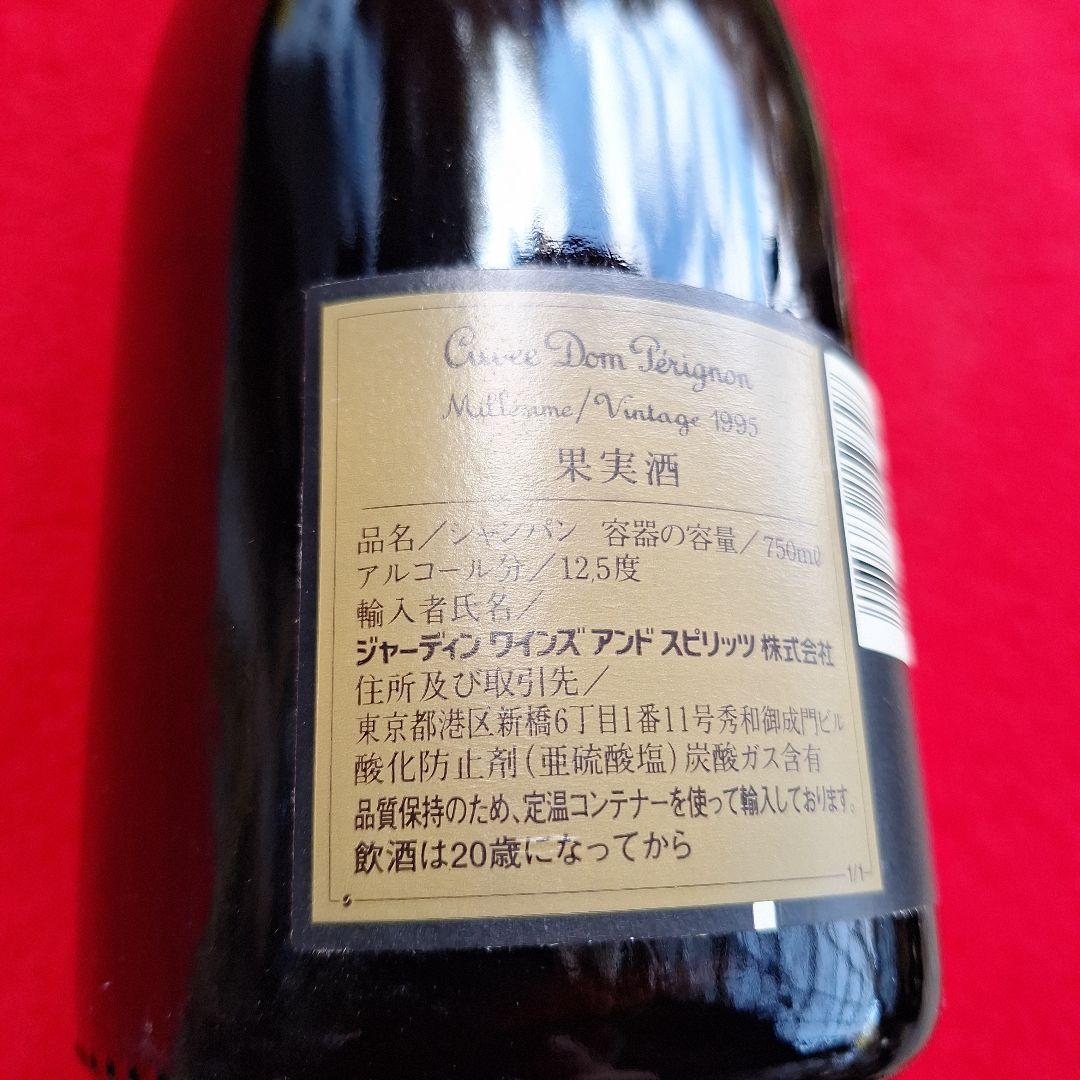 Cuvée Dom Pérignon
Millésime/Vintage 1995
果実酒
品名/シャンパン 容器の容量/750mℓ
アルコール分/12,5度
輸入者氏名/
ジャーディン ワインズ アンド スピリッツ 株式会社
住所及び取引先/
東京都港区新橋6丁目1番11号秀和御成門ビル
酸化防止剤(亜硫酸塩)炭酸ガス含有
品質保持のため、定温コンテナーを使って輸入しております。
飲酒は20歳になってから
1/1